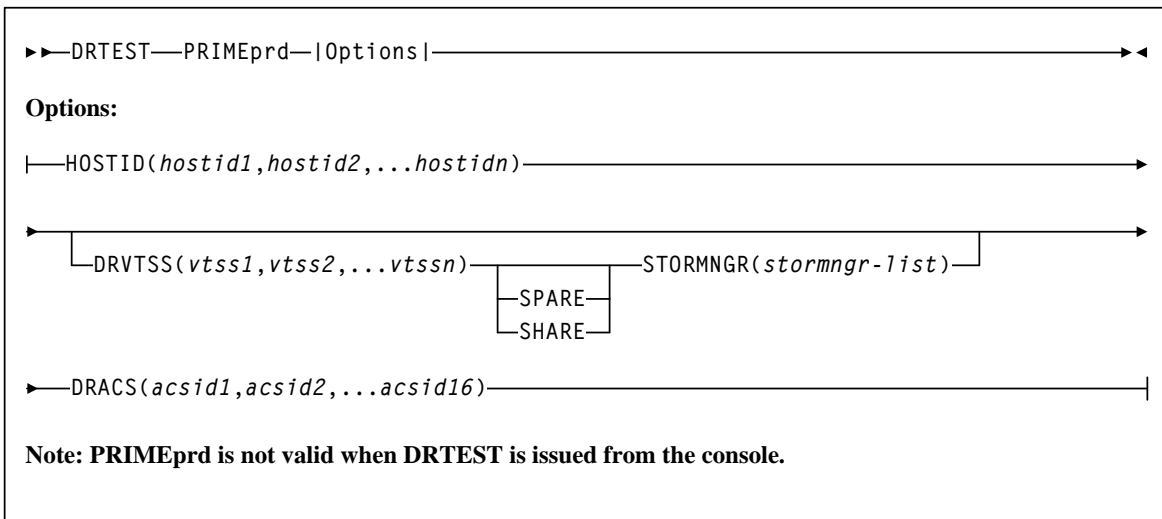 DRTEST PRIMEprd |Options|
Options:
HOSTID(hostid1,hostid2,...hostidn)
DRVTSS(vtss1,vtss2,...vtssn) STORMNGR(stormngr-list)
SPARE
SHARE
DRACS(acsid1,acsid2,...acsid16)
Note: PRIMEprd is not valid when DRTEST is issued from the console.